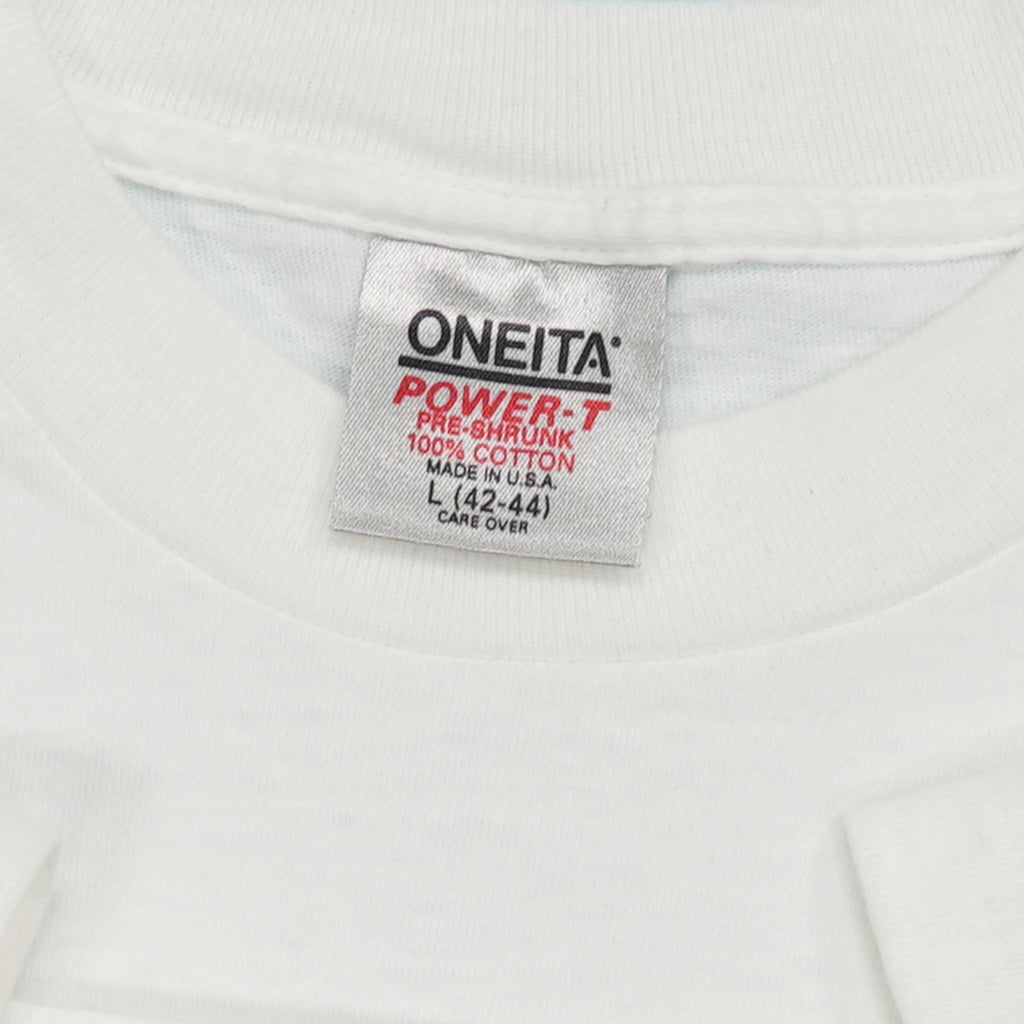 ONEITA
POWER-T
PRE-SHRUNK
100% COTTON
MADE IN U.S.A.
L (42-44)
CARE OVER